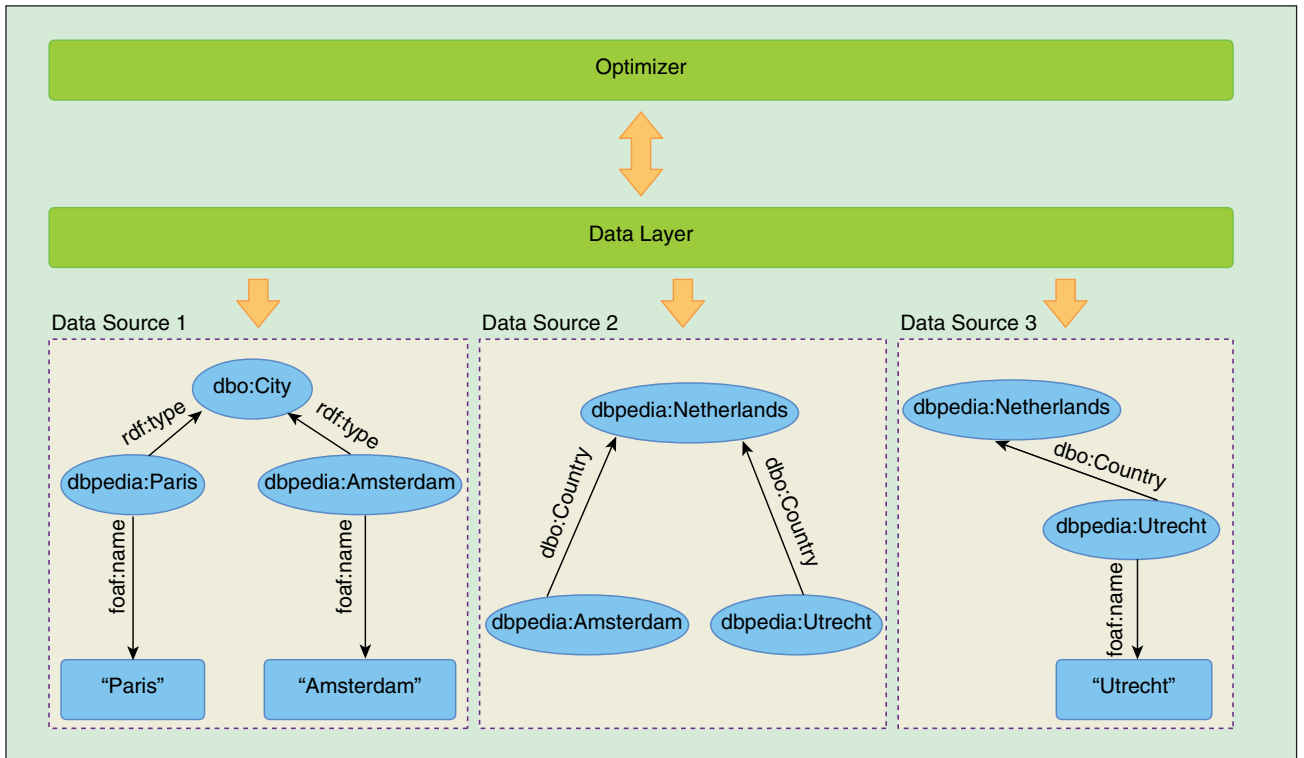 Optimizer
Data Layer
Data Source 1
dbo:City
rdf:type
rdf:type
dbpedia:Paris
dbpedia:Amsterdam
foaf:name
foaf:name
“Paris”
“Amsterdam”
Data Source 2
dbpedia:Netherlands
dbo:Country
dbo:Country
dbpedia:Amsterdam
dbpedia:Utrecht
Data Source 3
dbpedia:Netherlands
dbo:Country
dbpedia:Utrecht
foaf:name
“Utrecht”